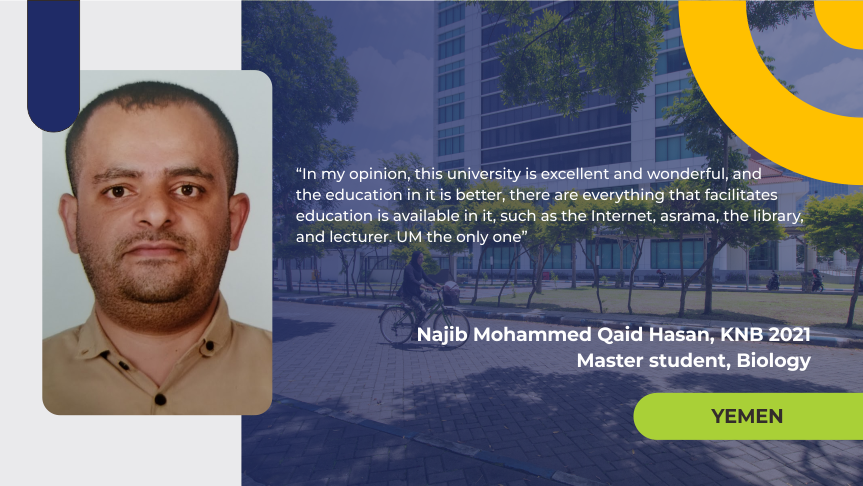 “In my opinion, this university is excellent and wonderful, and
the education in it is better, there are everything that facilitates
education is available in it, such as the Internet, asrama, the library,
and lecturer. UM the only one”
Najib Mohammed Qaid Hasan, KNB 2021
Master student, Biology
YEMEN